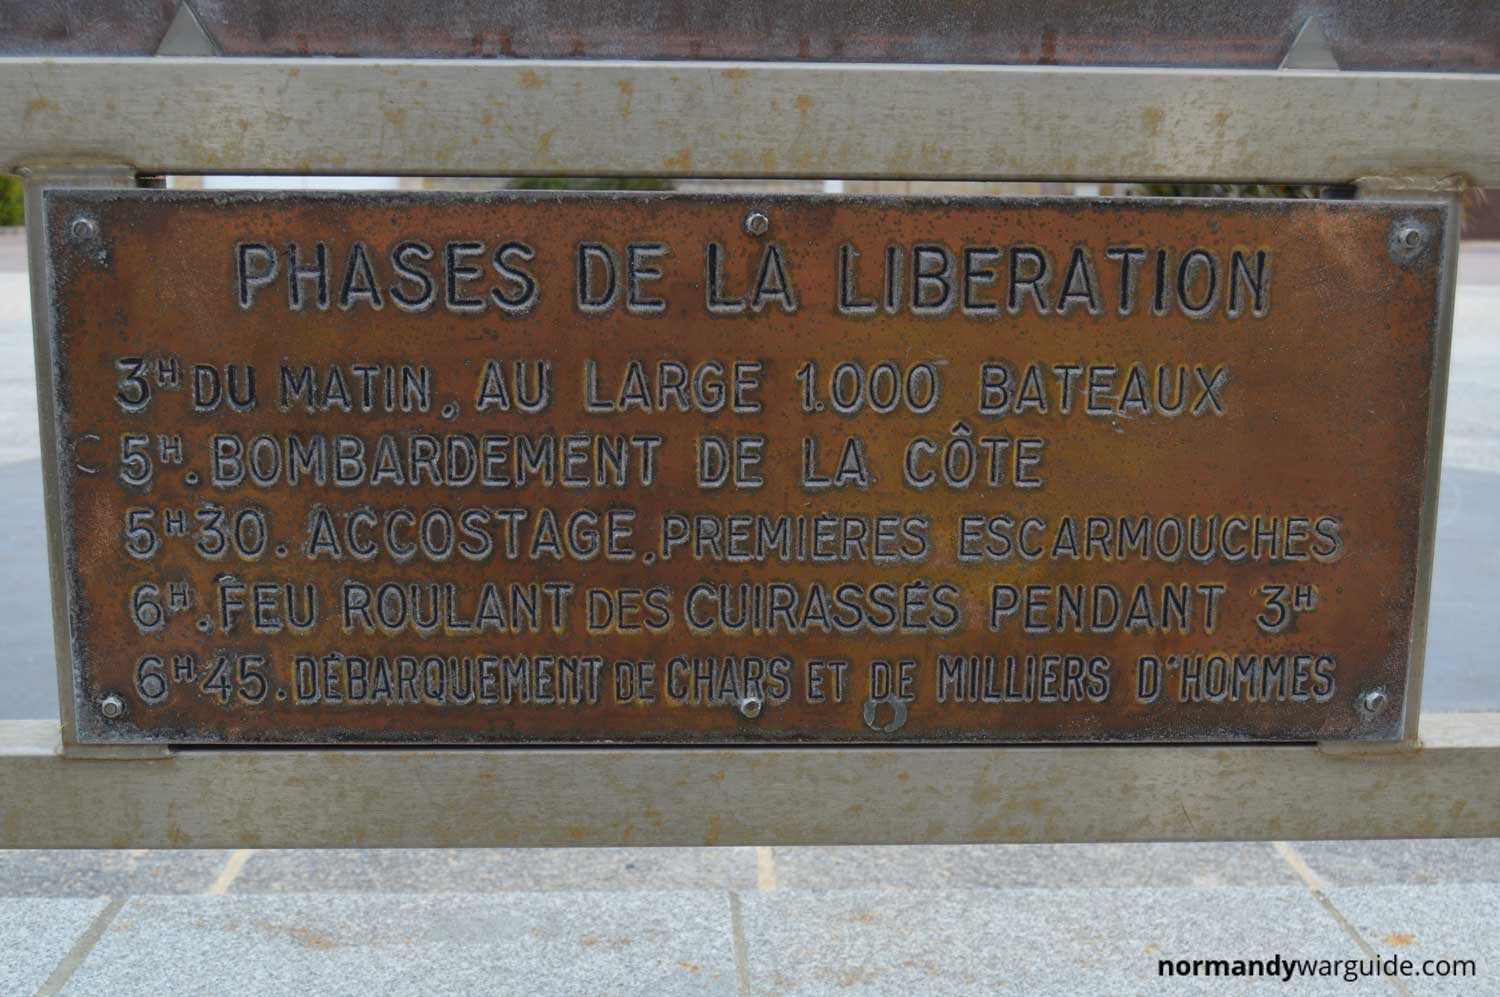 PHASES DE LA LIBERATION
3H DU MATIN, AU LARGE 1.000 BATEAUX
5H. BOMBARDEMENT DE LA CÔTE
5H30. ACCOSTAGE, PREMIÈRES ESCARMOUCHES
6H. FEU ROULANT DES CUIRASSÉS PENDANT 3H
6H45. DÉBARQUEMENT DE CHARS ET DE MILLIERS D'HOMMES
normandywarguide.com